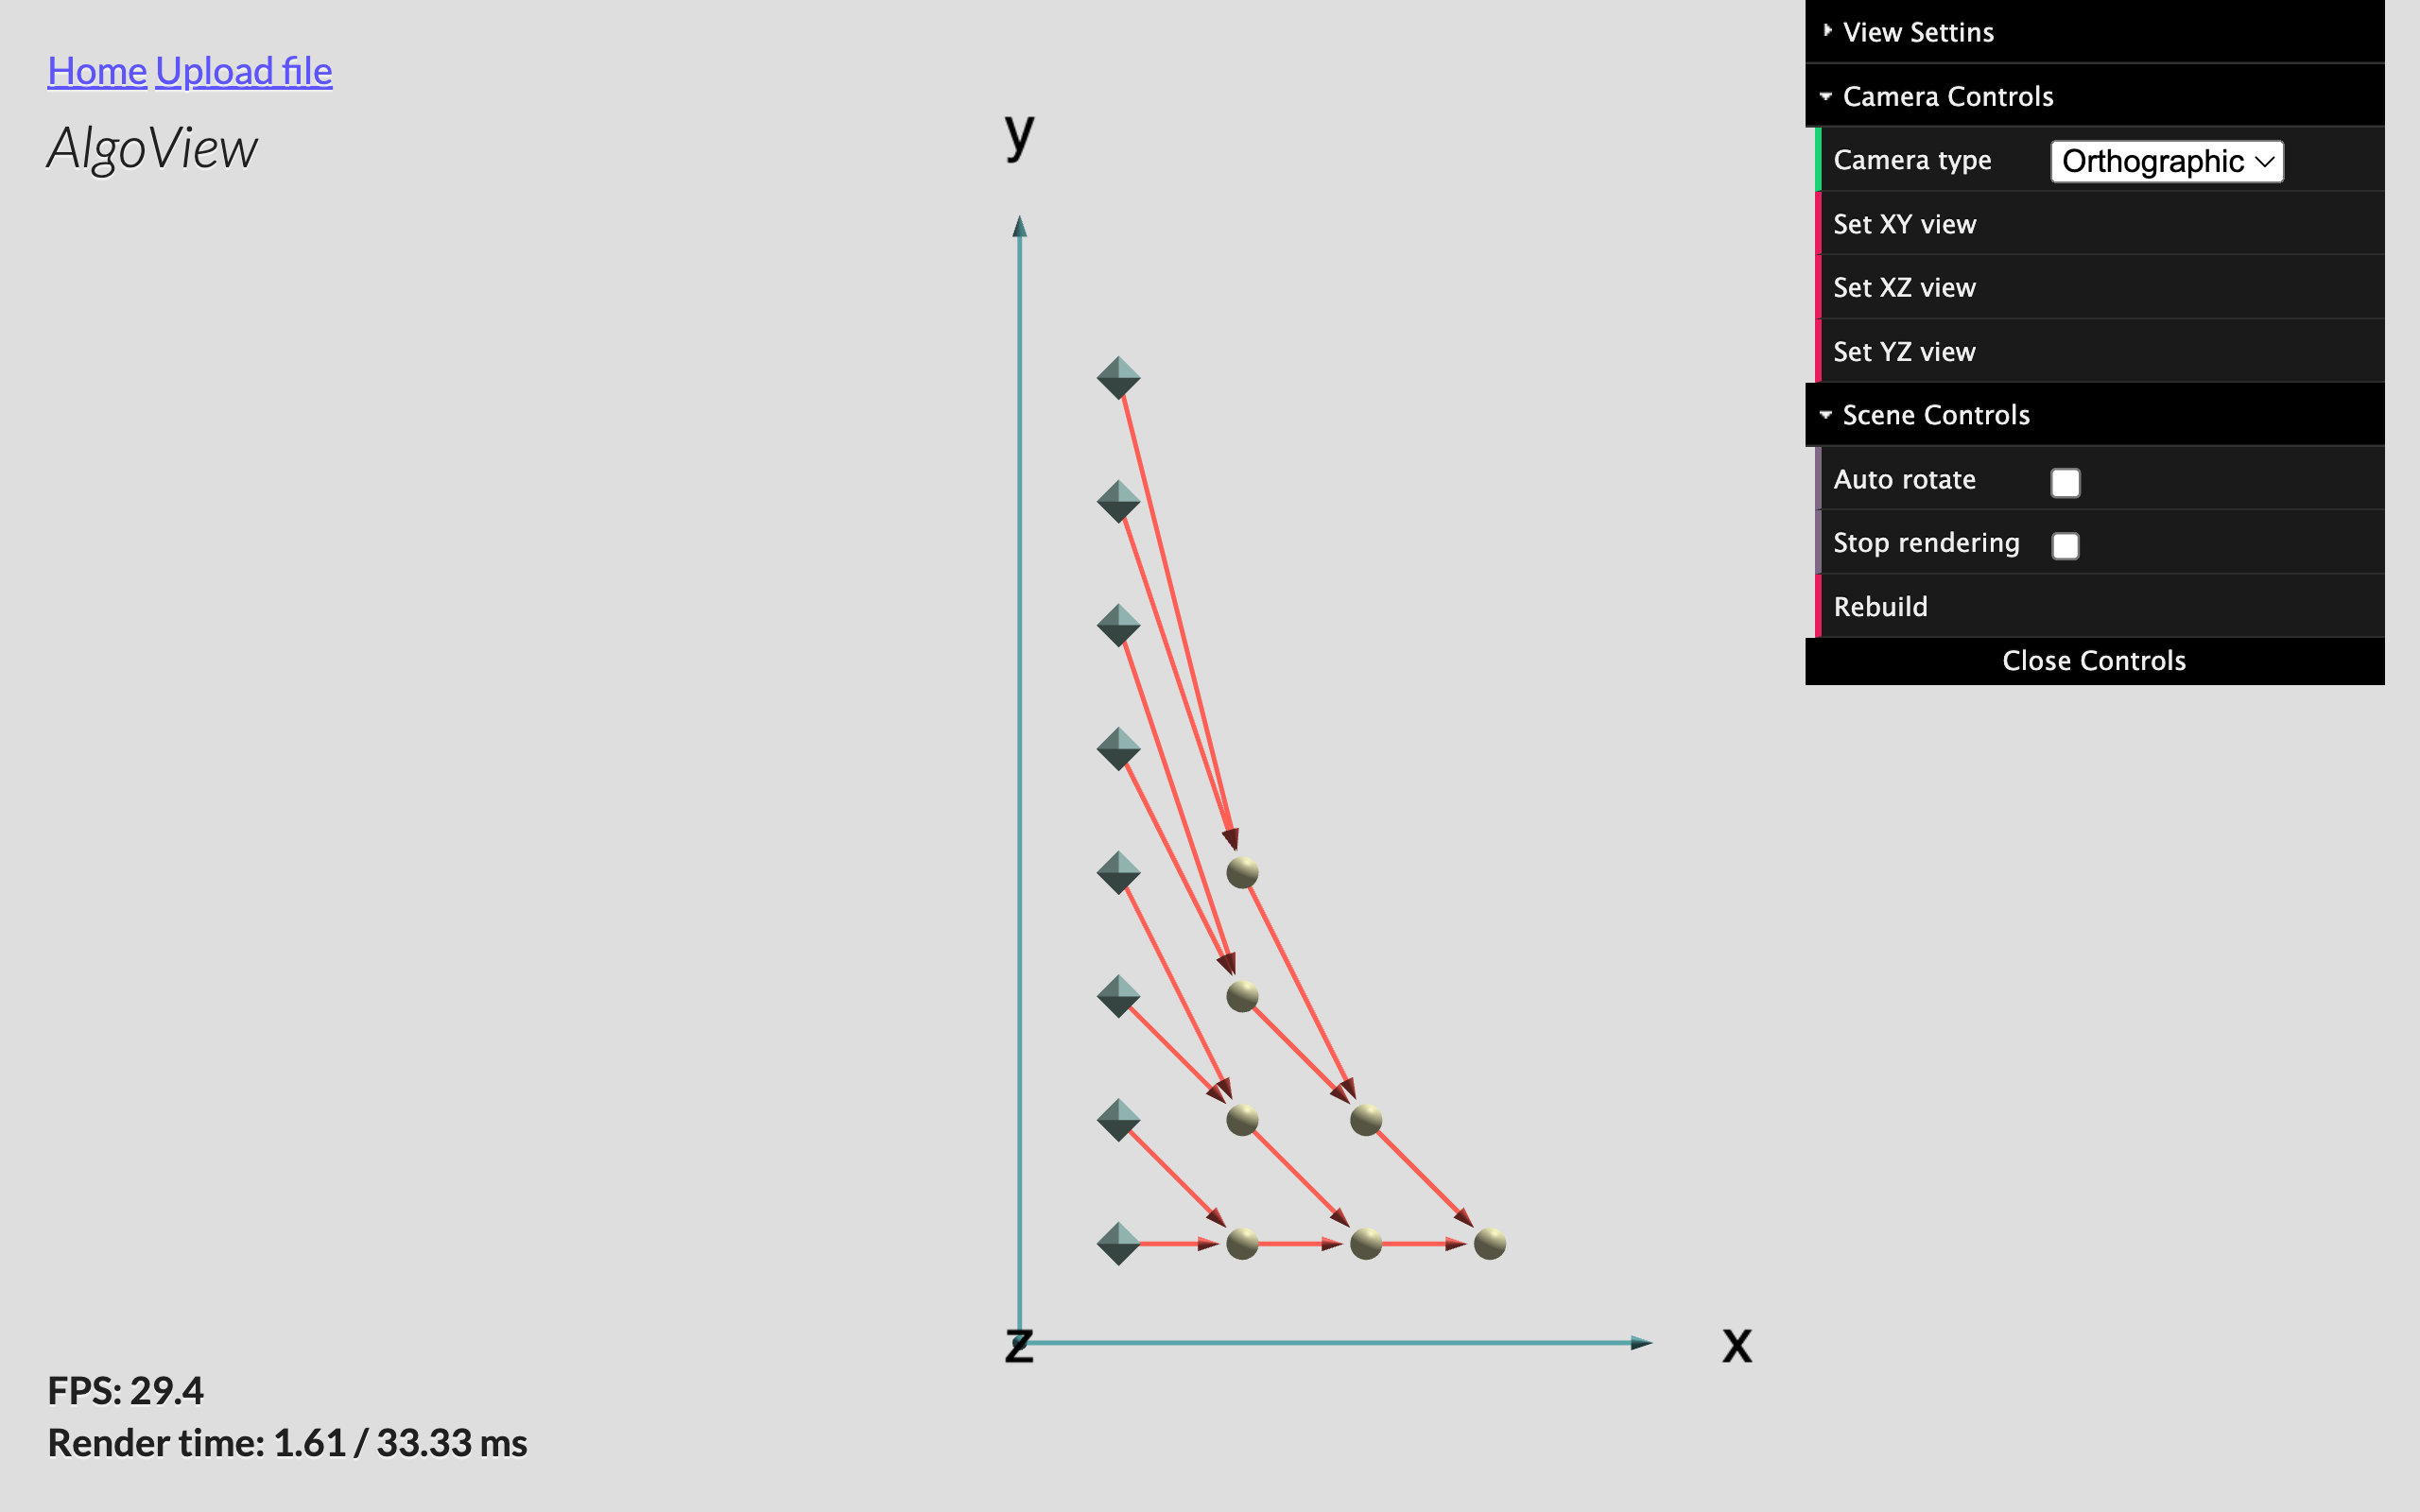 Home Upload file
AlgoView
y
z
x
FPS: 29.4
Render time: 1.61 / 33.33 ms
View Settins
Camera Controls
Camera type Orthographic
Set XY view
Set XZ view
Set YZ view
Scene Controls
Auto rotate
Stop rendering
Rebuild
Close Controls